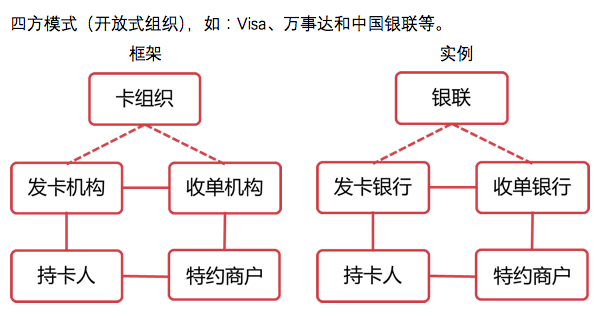 四方模式（开放式组织），如：Visa、万事达和中国银联等。
框架 实例
卡组织 银联
发卡机构 收单机构 发卡银行 收单银行
持卡人 特约商户 持卡人 特约商户